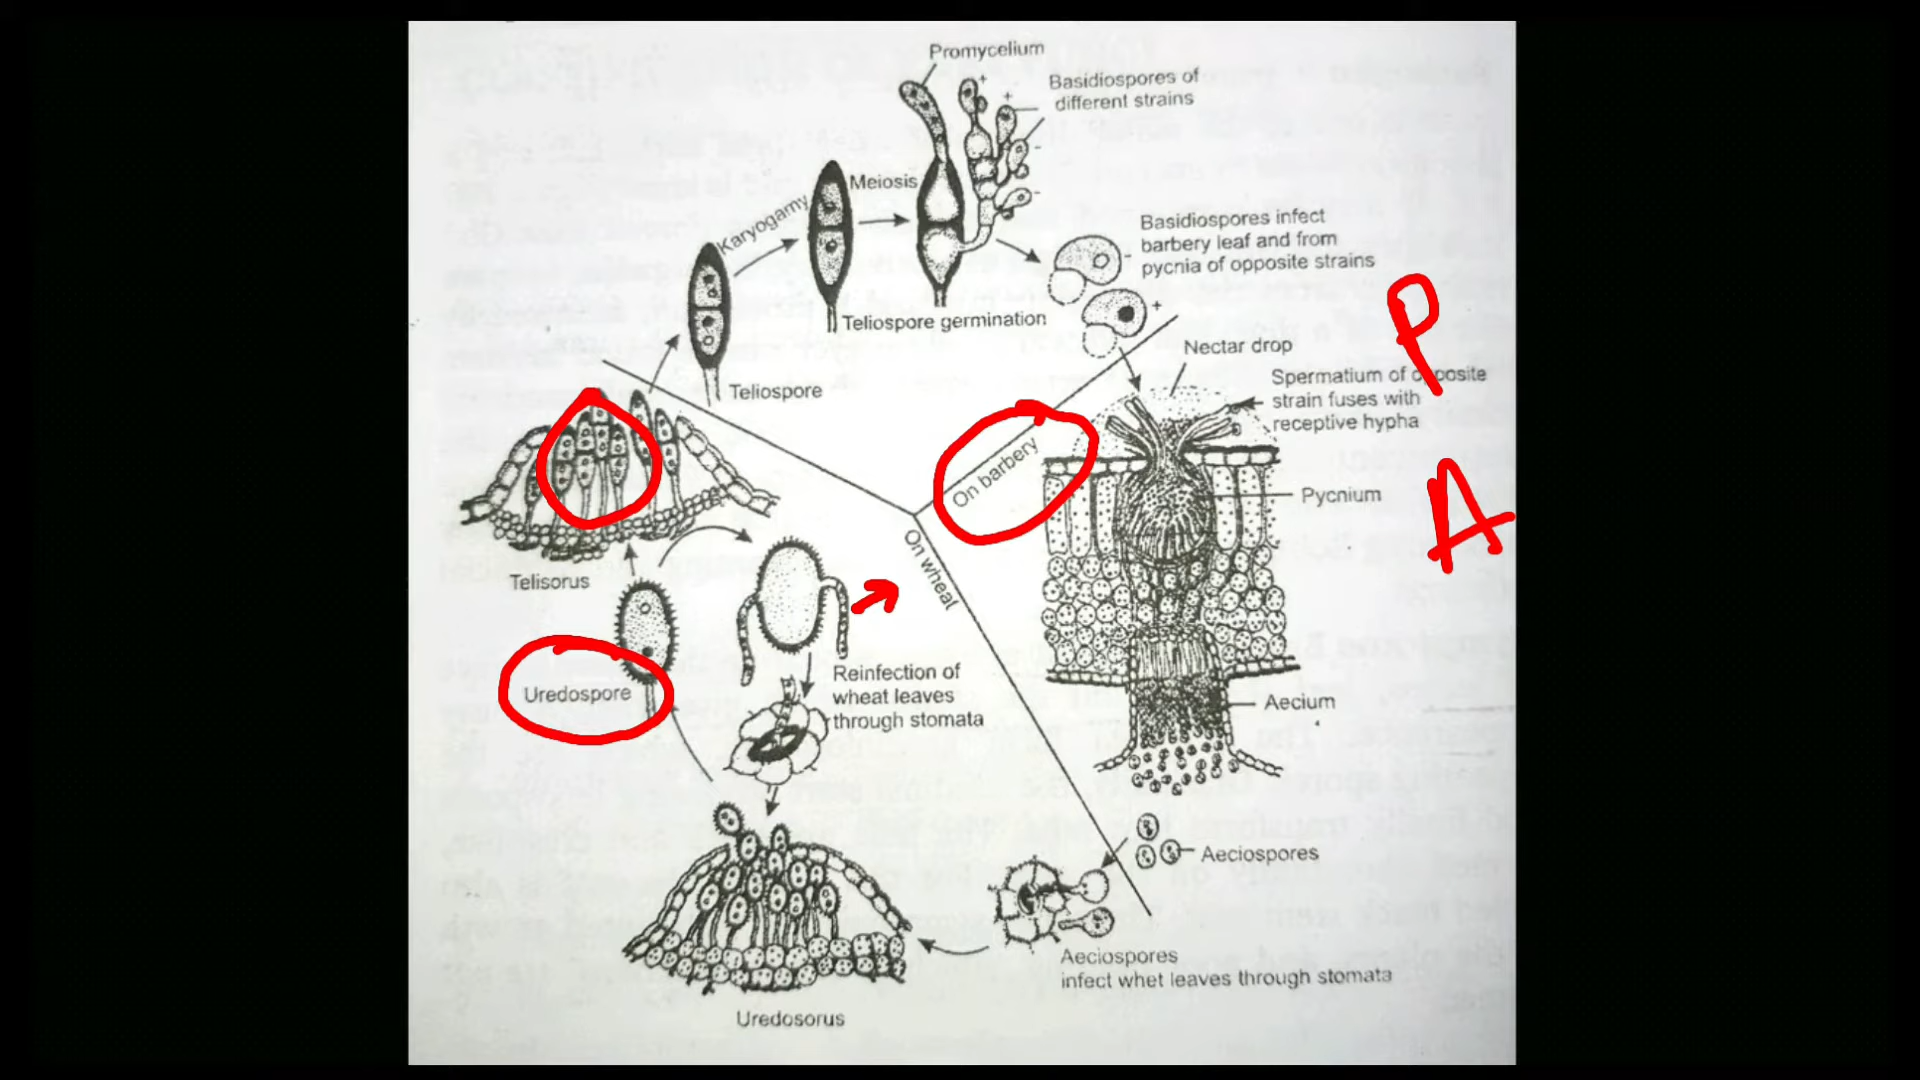 Promycelium
Basidiospores of
different strains
Meiosis
Karyogamy
Basidiospores infect
barbery leaf and from
pycnia of opposite strains
Teliospore germination
Nectar drop
Teliospore
Spermatium of opposite
strain fuses with
receptive hypha
On barbery
Pycnium
On wheal
Telisorus
Uredospore
Reinfection of
wheat leaves
through stomata
Aecium
Aeciospores
Aeciospores
infect whet leaves through stomata
Uredosorus
P
A